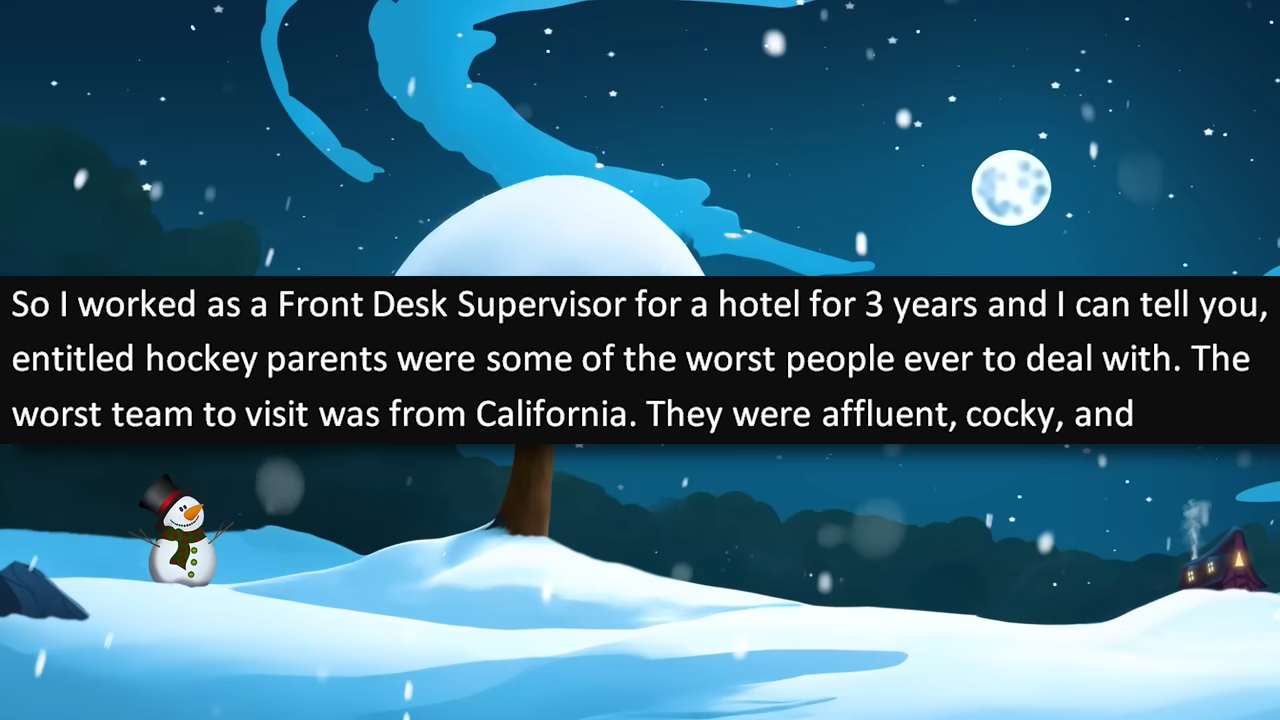 So I worked as a Front Desk Supervisor for a hotel for 3 years and I can tell you,
entitled hockey parents were some of the worst people ever to deal with. The
worst team to visit was from California. They were affluent, cocky, and